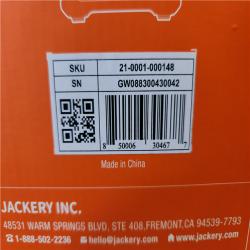 SKU 21-0001-000148
SN GW088300430042
8 50006 30467 7
Made in China
JACKERY INC.
48531 WARM SPRINGS BLVD, STE 408, FREMONT, CA 94539-7793
1-888-502-2236 hello@jackery.com www.jackery.com